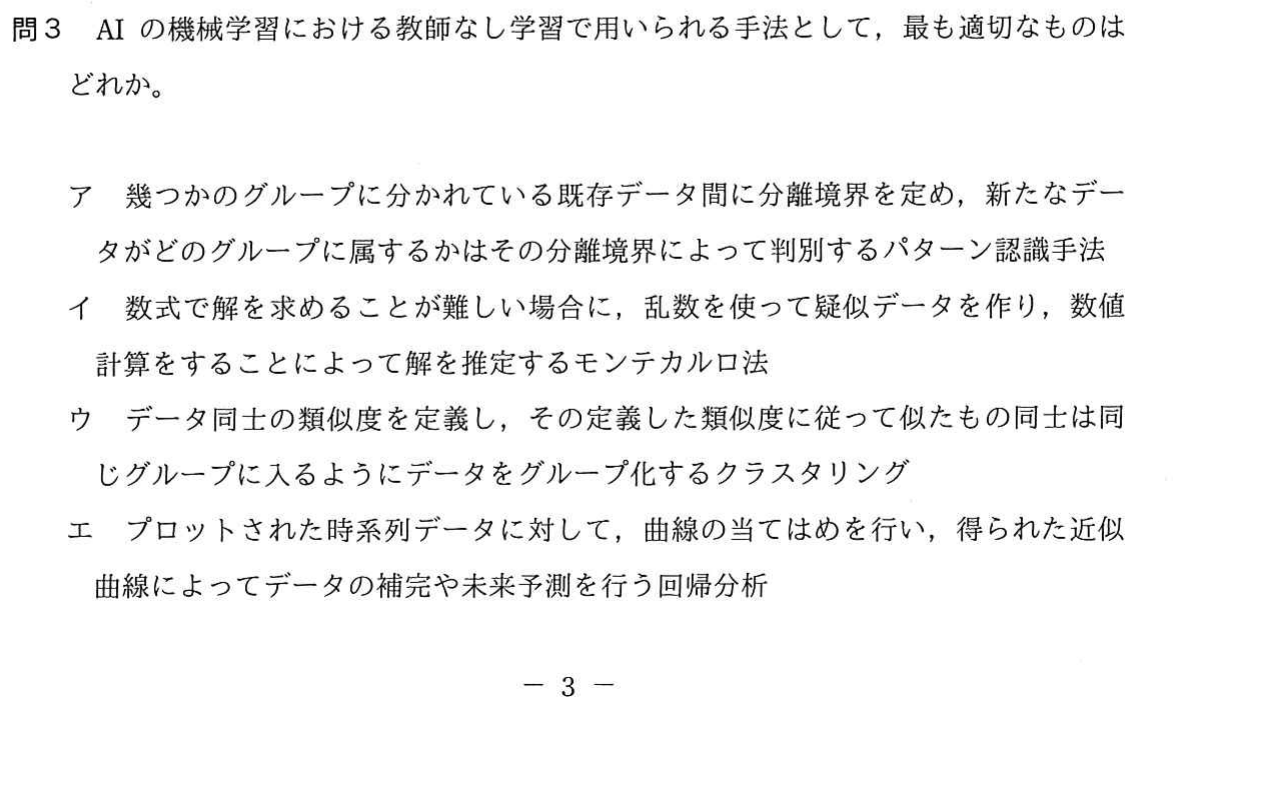 問３　AI の機械学習における教師なし学習で用いられる手法として，最も適切なものは
どれか。
ア　幾つかのグループに分かれている既存データ間に分離境界を定め，新たなデー
タがどのグループに属するかはその分離境界によって判別するパターン認識手法
イ　数式で解を求めることが難しい場合に，乱数を使って疑似データを作り，数値
計算をすることによって解を推定するモンテカルロ法
ウ　データ同士の類似度を定義し，その定義した類似度に従って似たもの同士は同
じグループに入るようにデータをグループ化するクラスタリング
エ　プロットされた時系列データに対して，曲線の当てはめを行い，得られた近似
曲線によってデータの補完や未来予測を行う回帰分析
－ 3 －